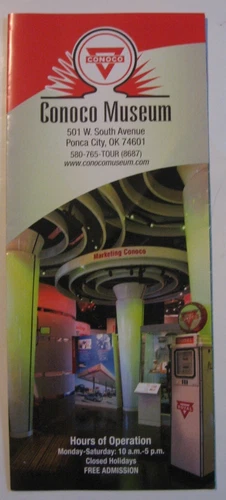 CONOCO
Conoco Museum
501 W. South Avenue
Ponca City, OK 74601
580-765-TOUR (8687)
www.conocomuseum.com
Marketing Conoco
CONOCO
Hours of Operation
Monday-Saturday: 10 a.m.-5 p.m.
Closed Holidays
FREE ADMISSION